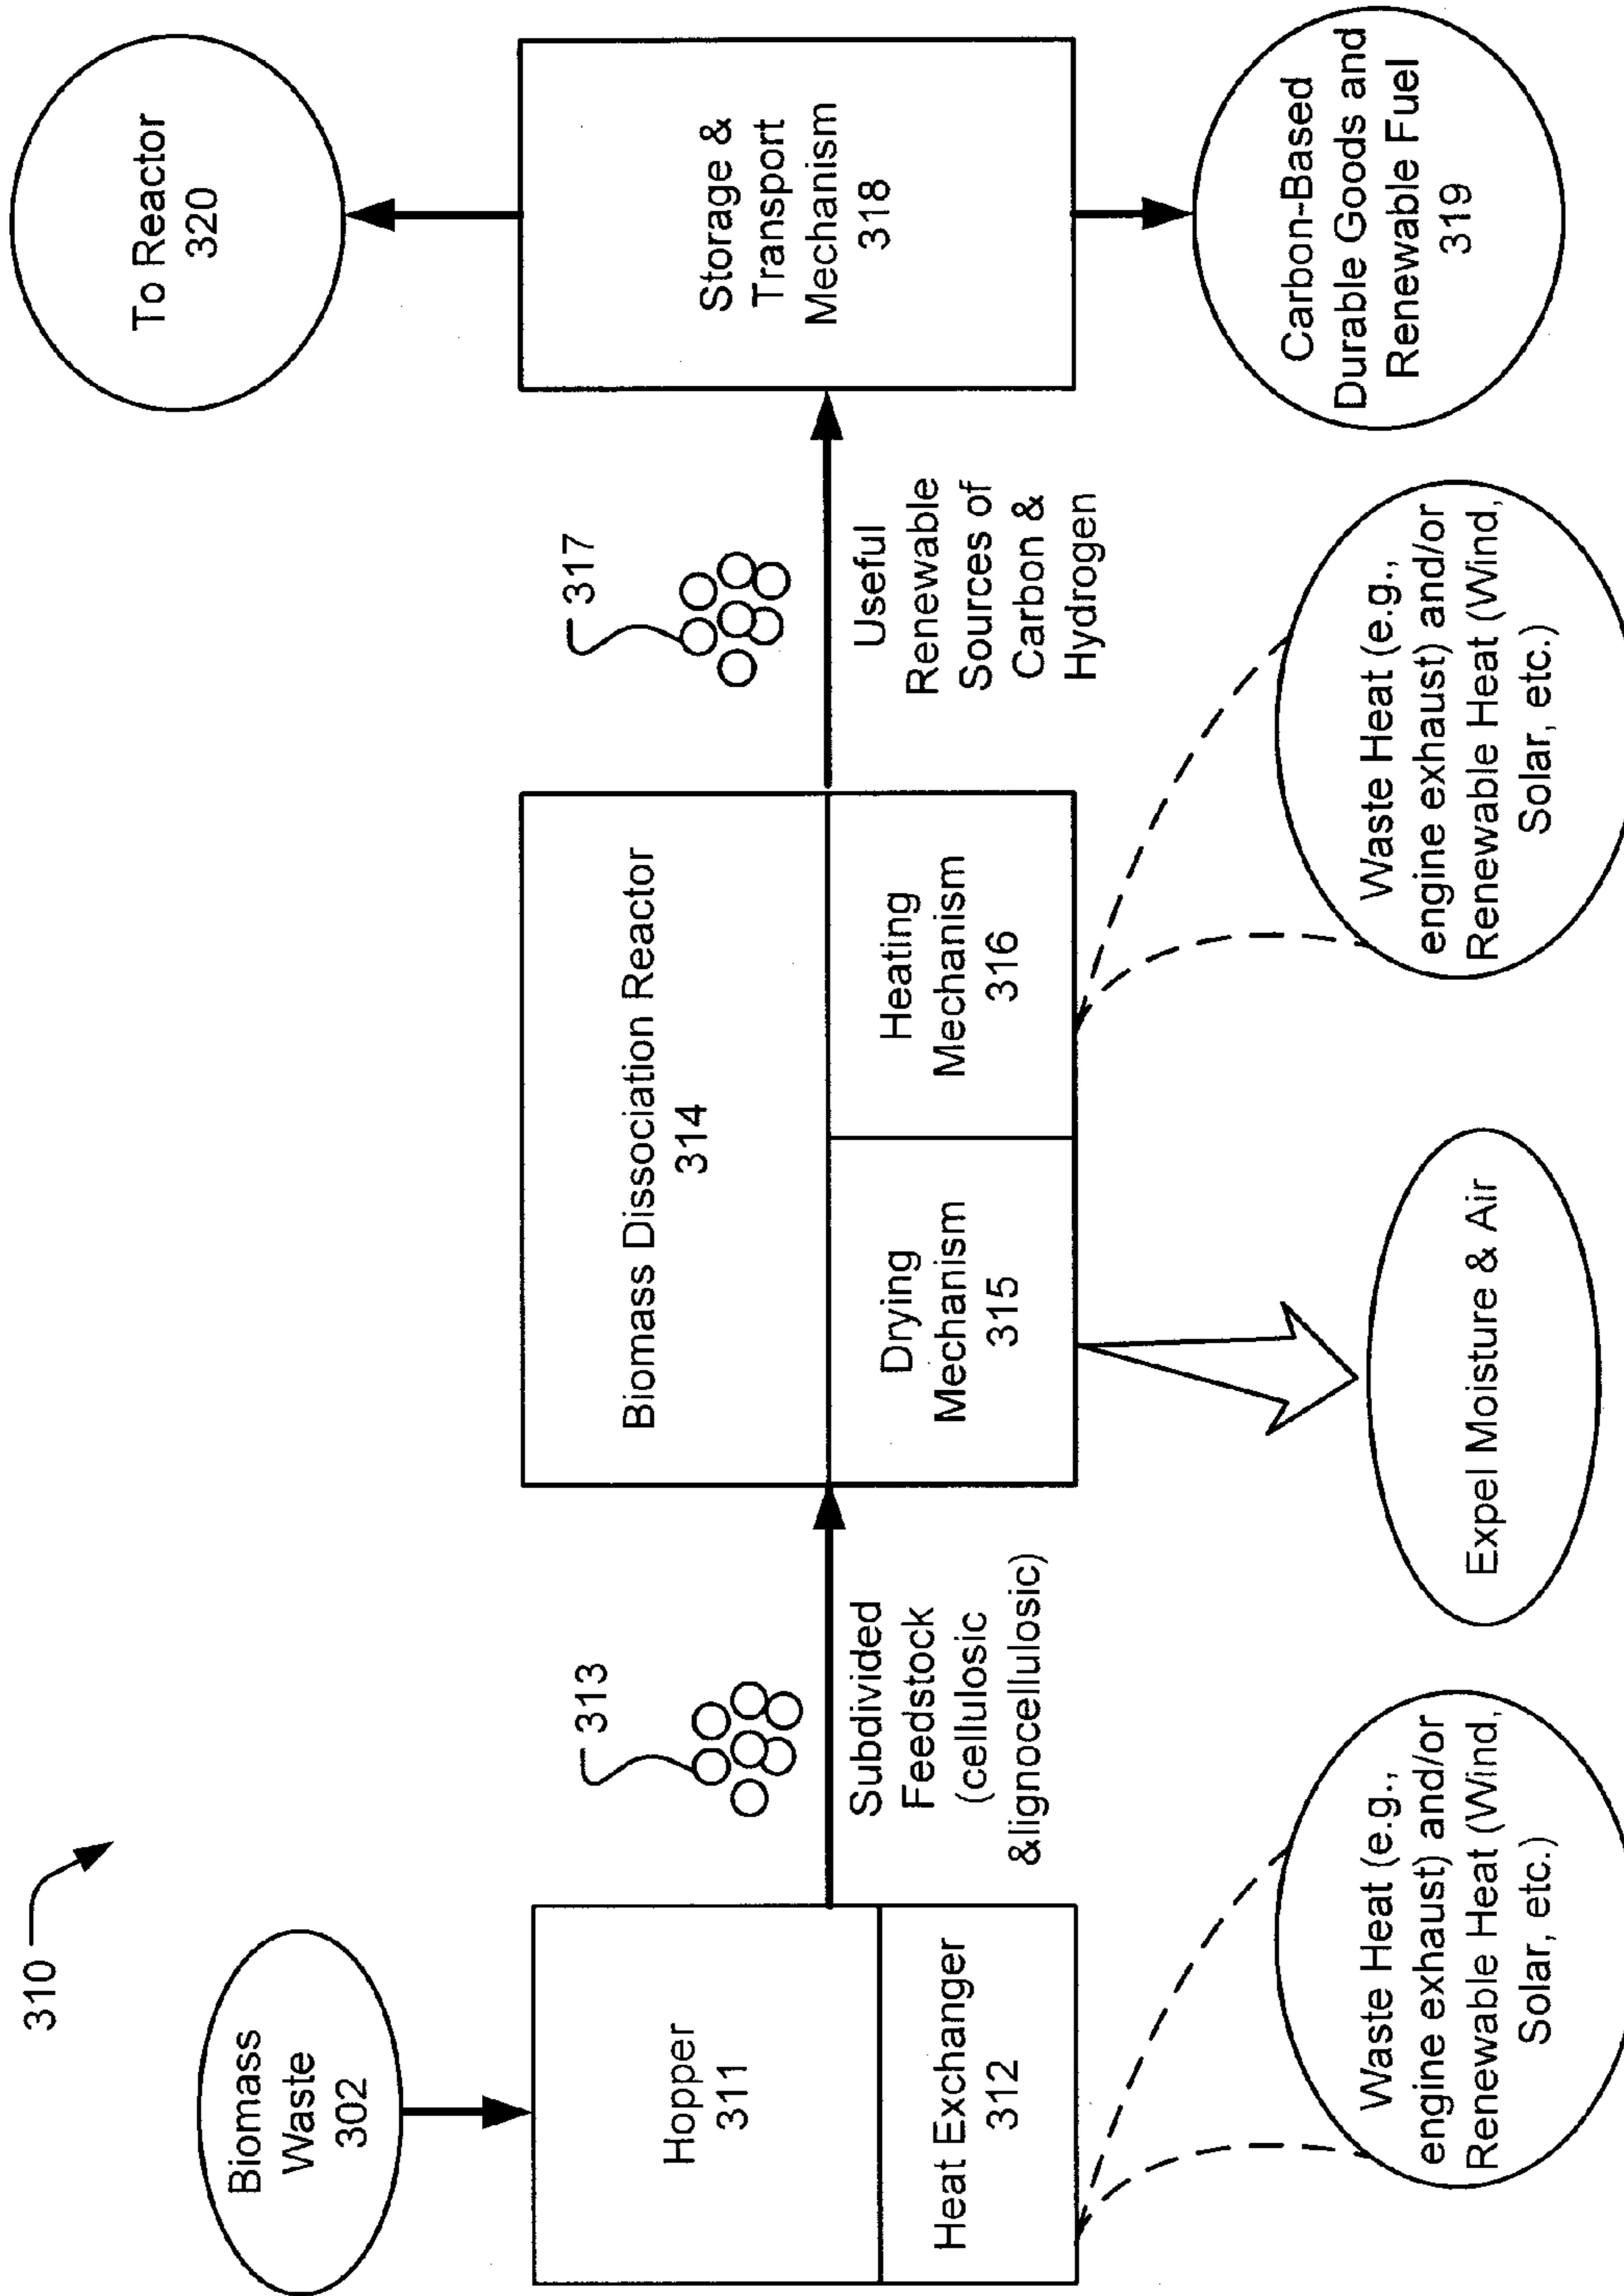 310
Biomass
Waste
302
Hopper
311
Heat Exchanger
312
Waste Heat (e.g.,
engine exhaust) and/or
Renewable Heat (Wind,
Solar, etc.)
313
Subdivided
Feedstock
(cellulosic
&lignocellulosic)
Biomass Dissociation Reactor
314
Drying
Mechanism
315
Heating
Mechanism
316
Expel Moisture & Air
Waste Heat (e.g.,
engine exhaust) and/or
Renewable Heat (Wind,
Solar, etc.)
317
Useful
Renewable
Sources of
Carbon &
Hydrogen
To Reactor
320
Storage &
Transport
Mechanism
318
Carbon-Based
Durable Goods and
Renewable Fuel
319